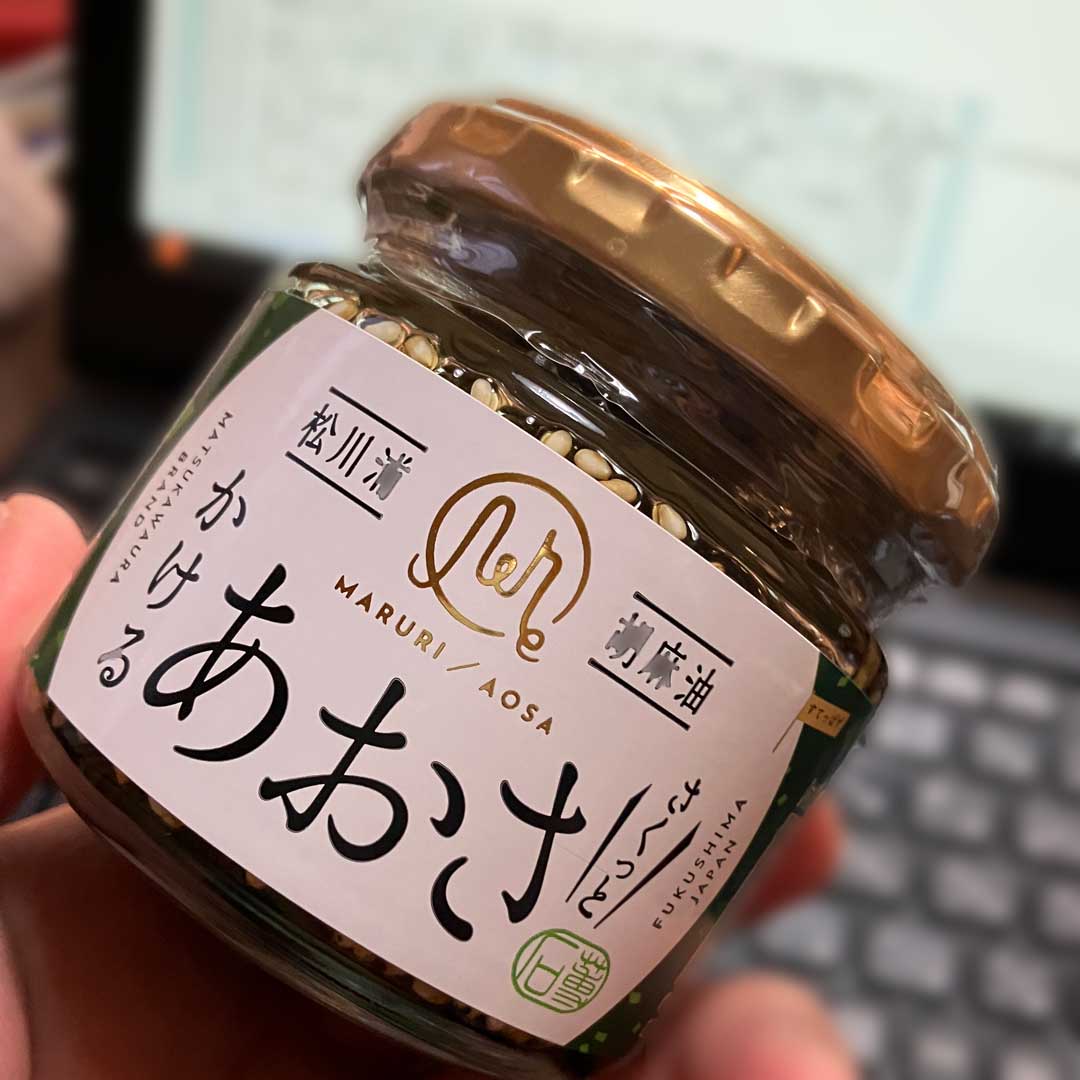 松川浦
MATSUKAWAURA
BRAND
かける
あおさ
MARURI / AOSA
胡麻油
さくっと
FUKUSHIMA
JAPAN